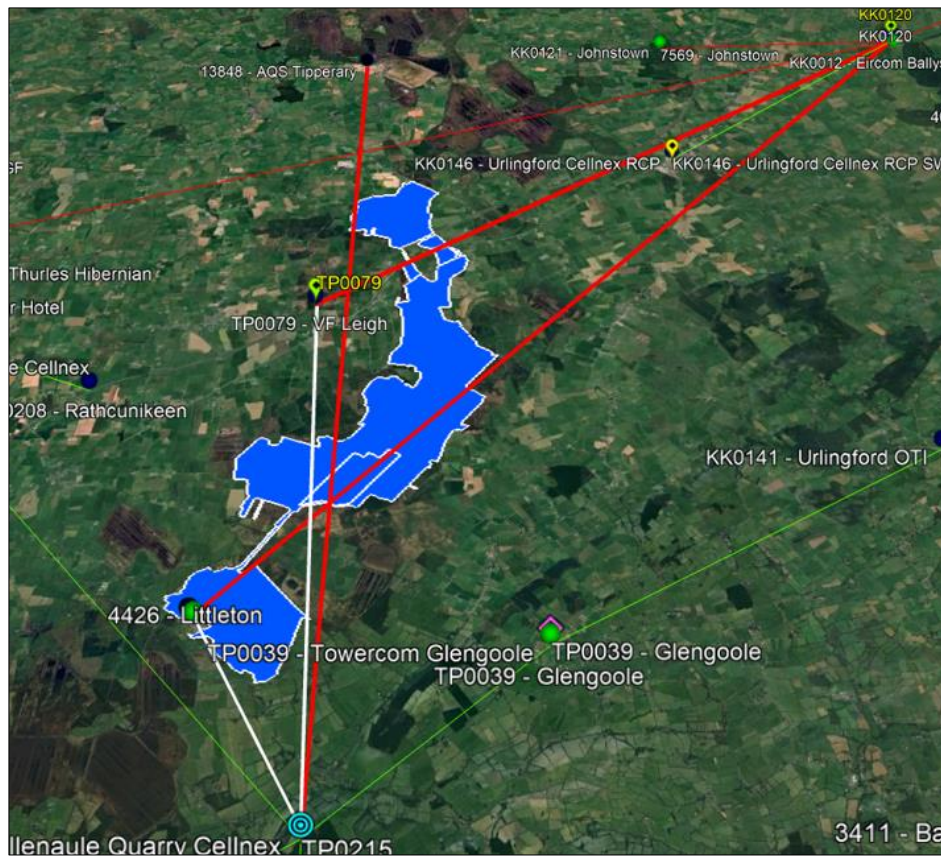 KK0120
KK0120
KK0121 - Johnstown
7569 - Johnstown
KK0012 - Eircom Ballys
13848 - AQS Tipperary
KK0146 - Urlingford Cellnex RCP
KK0146 - Urlingford Cellnex RCP SV
Thurles Hibernian
TP0079
r Hotel
TP0079 - VF Leigh
e Cellnex
0208 - Rathcunikeen
KK0141 - Urlingford OTI
4426 - Littleton
TP0039 - Towercom Glengoole
TP0039 - Glengoole
TP0039 - Glengoole
llenaule Quarry Cellnex
TP0215
3411 - Ba